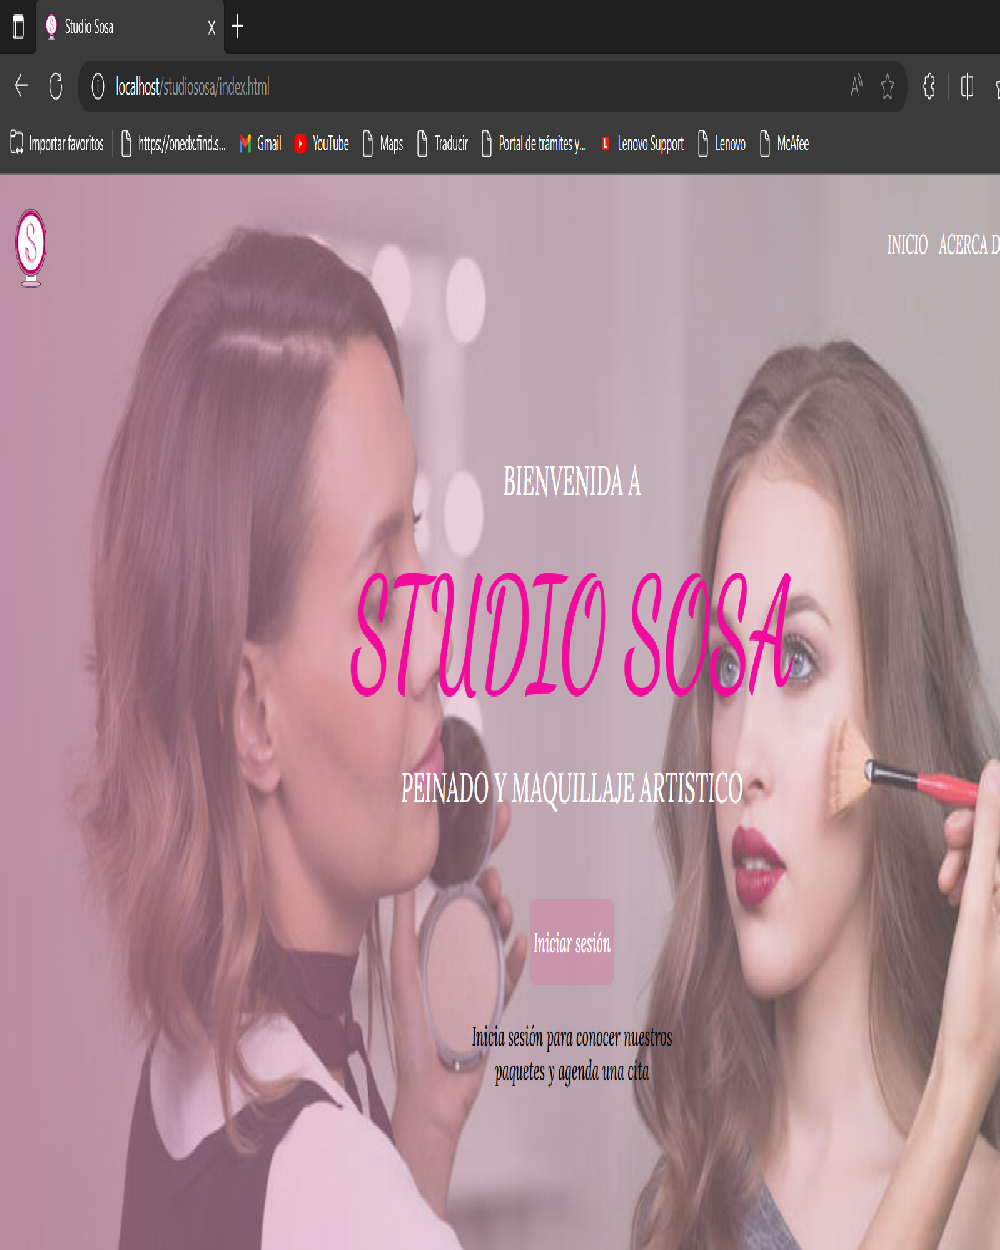 Studio Sosa
localhost/studiososa/index.html
Importar favoritos https://onedx.find.s... Gmail YouTube Maps Traducir Portal de trámites y... Lenovo Support Lenovo McAfee
S
INICIO ACERCA D
BIENVENIDA A
STUDIO SOSA
PEINADO Y MAQUILLAJE ARTISTICO
Iniciar sesión
Inicia sesión para conocer nuestros
paquetes y agenda una cita